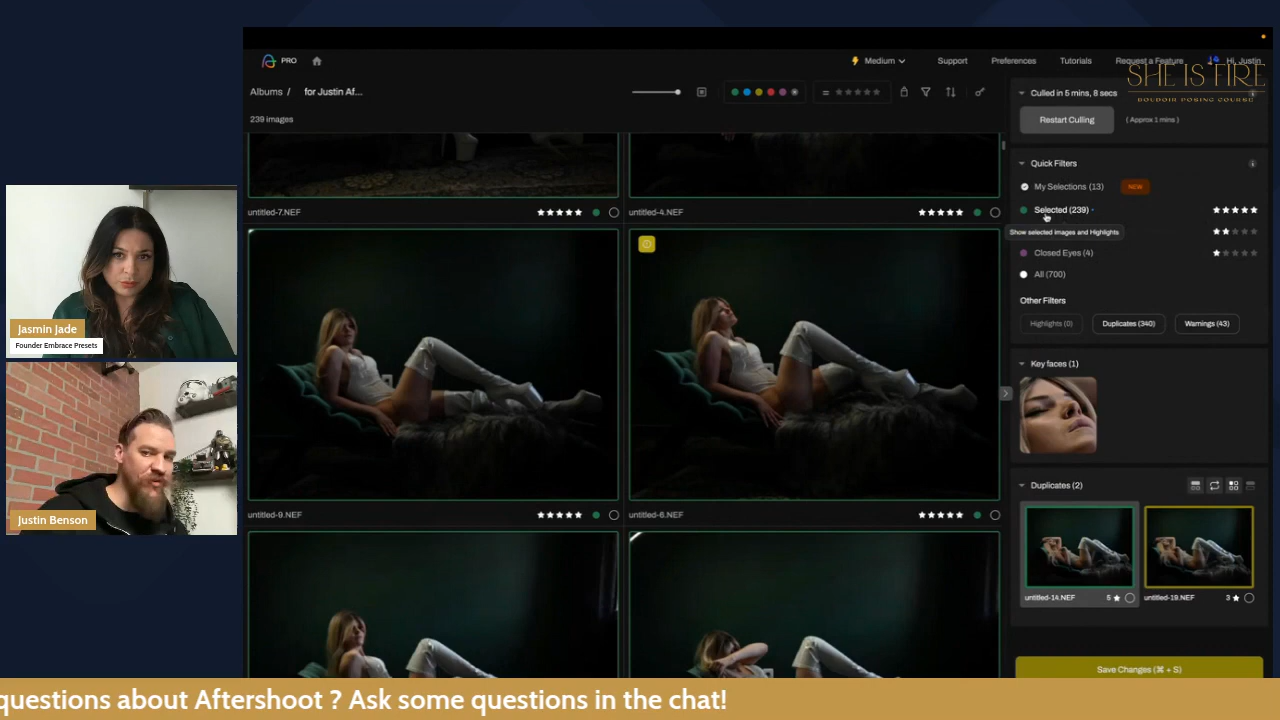 PRO
Medium
Support
Preferences
Tutorials
Request a Feature
Hi, Justin
SHE IS FIRE
BOUDOIR POSING COURSE
Albums / for Justin Af...
239 images
Culled in 5 mins, 8 secs
Restart Culling
( Approx 1 mins )
Quick Filters
My Selections (13)
NEW
Selected (239)
Show selected images and Highlights
Closed Eyes (4)
All (700)
Other Filters
Highlights (0)
Duplicates (340)
Warnings (43)
Key faces (1)
Duplicates (2)
untitled-14.NEF
5
untitled-19.NEF
3
Save Changes (⌘ + S)
untitled-7.NEF
untitled-4.NEF
untitled-9.NEF
untitled-6.NEF
Jasmin Jade
Founder Embrace Presets
Justin Benson
questions about Aftershoot ? Ask some questions in the chat!